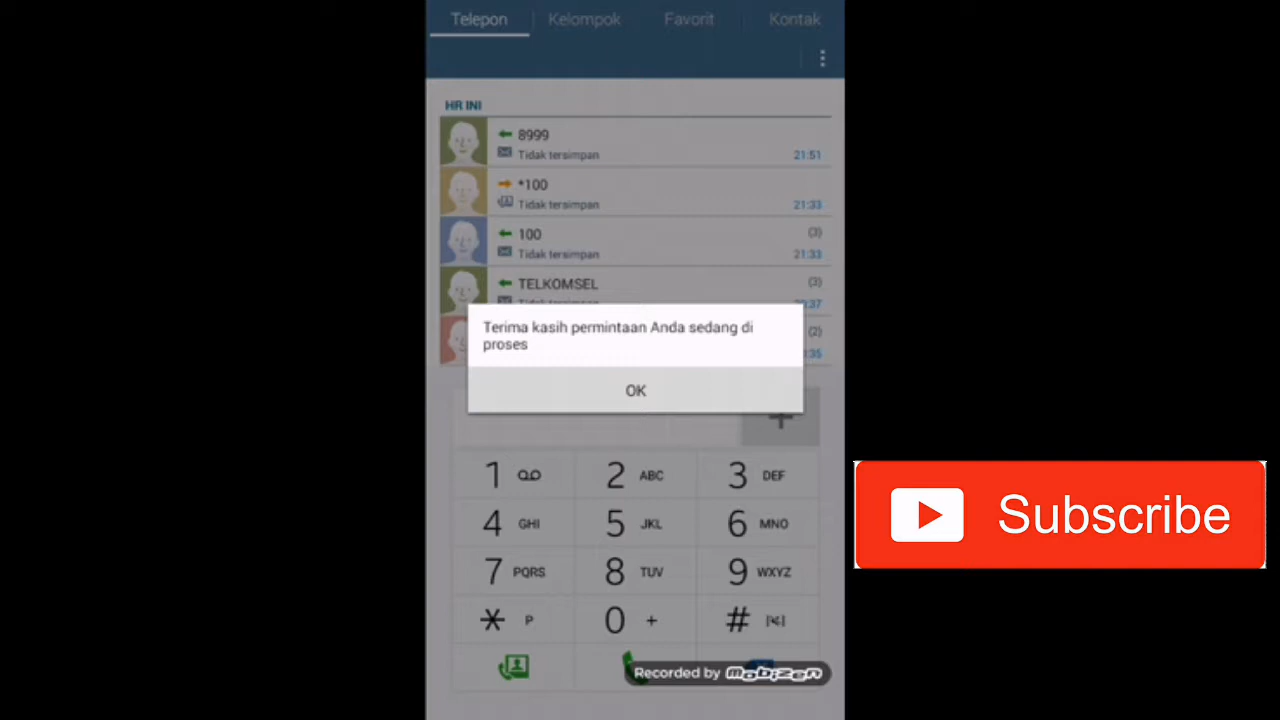 Telepon Kelompok Favorit Kontak
HR INI
8999
Tidak tersimpan 21:51
*100
Tidak tersimpan 21:33
100 (3)
Tidak tersimpan 21:33
TELKOMSEL (3)
(2)
Terima kasih permintaan Anda sedang di
proses
OK
+
1 2 ABC 3 DEF
4 GHI 5 JKL 6 MNO
7 PQRS 8 TUV 9 WXYZ
* P 0 + #
Recorded by mobizen
Subscribe